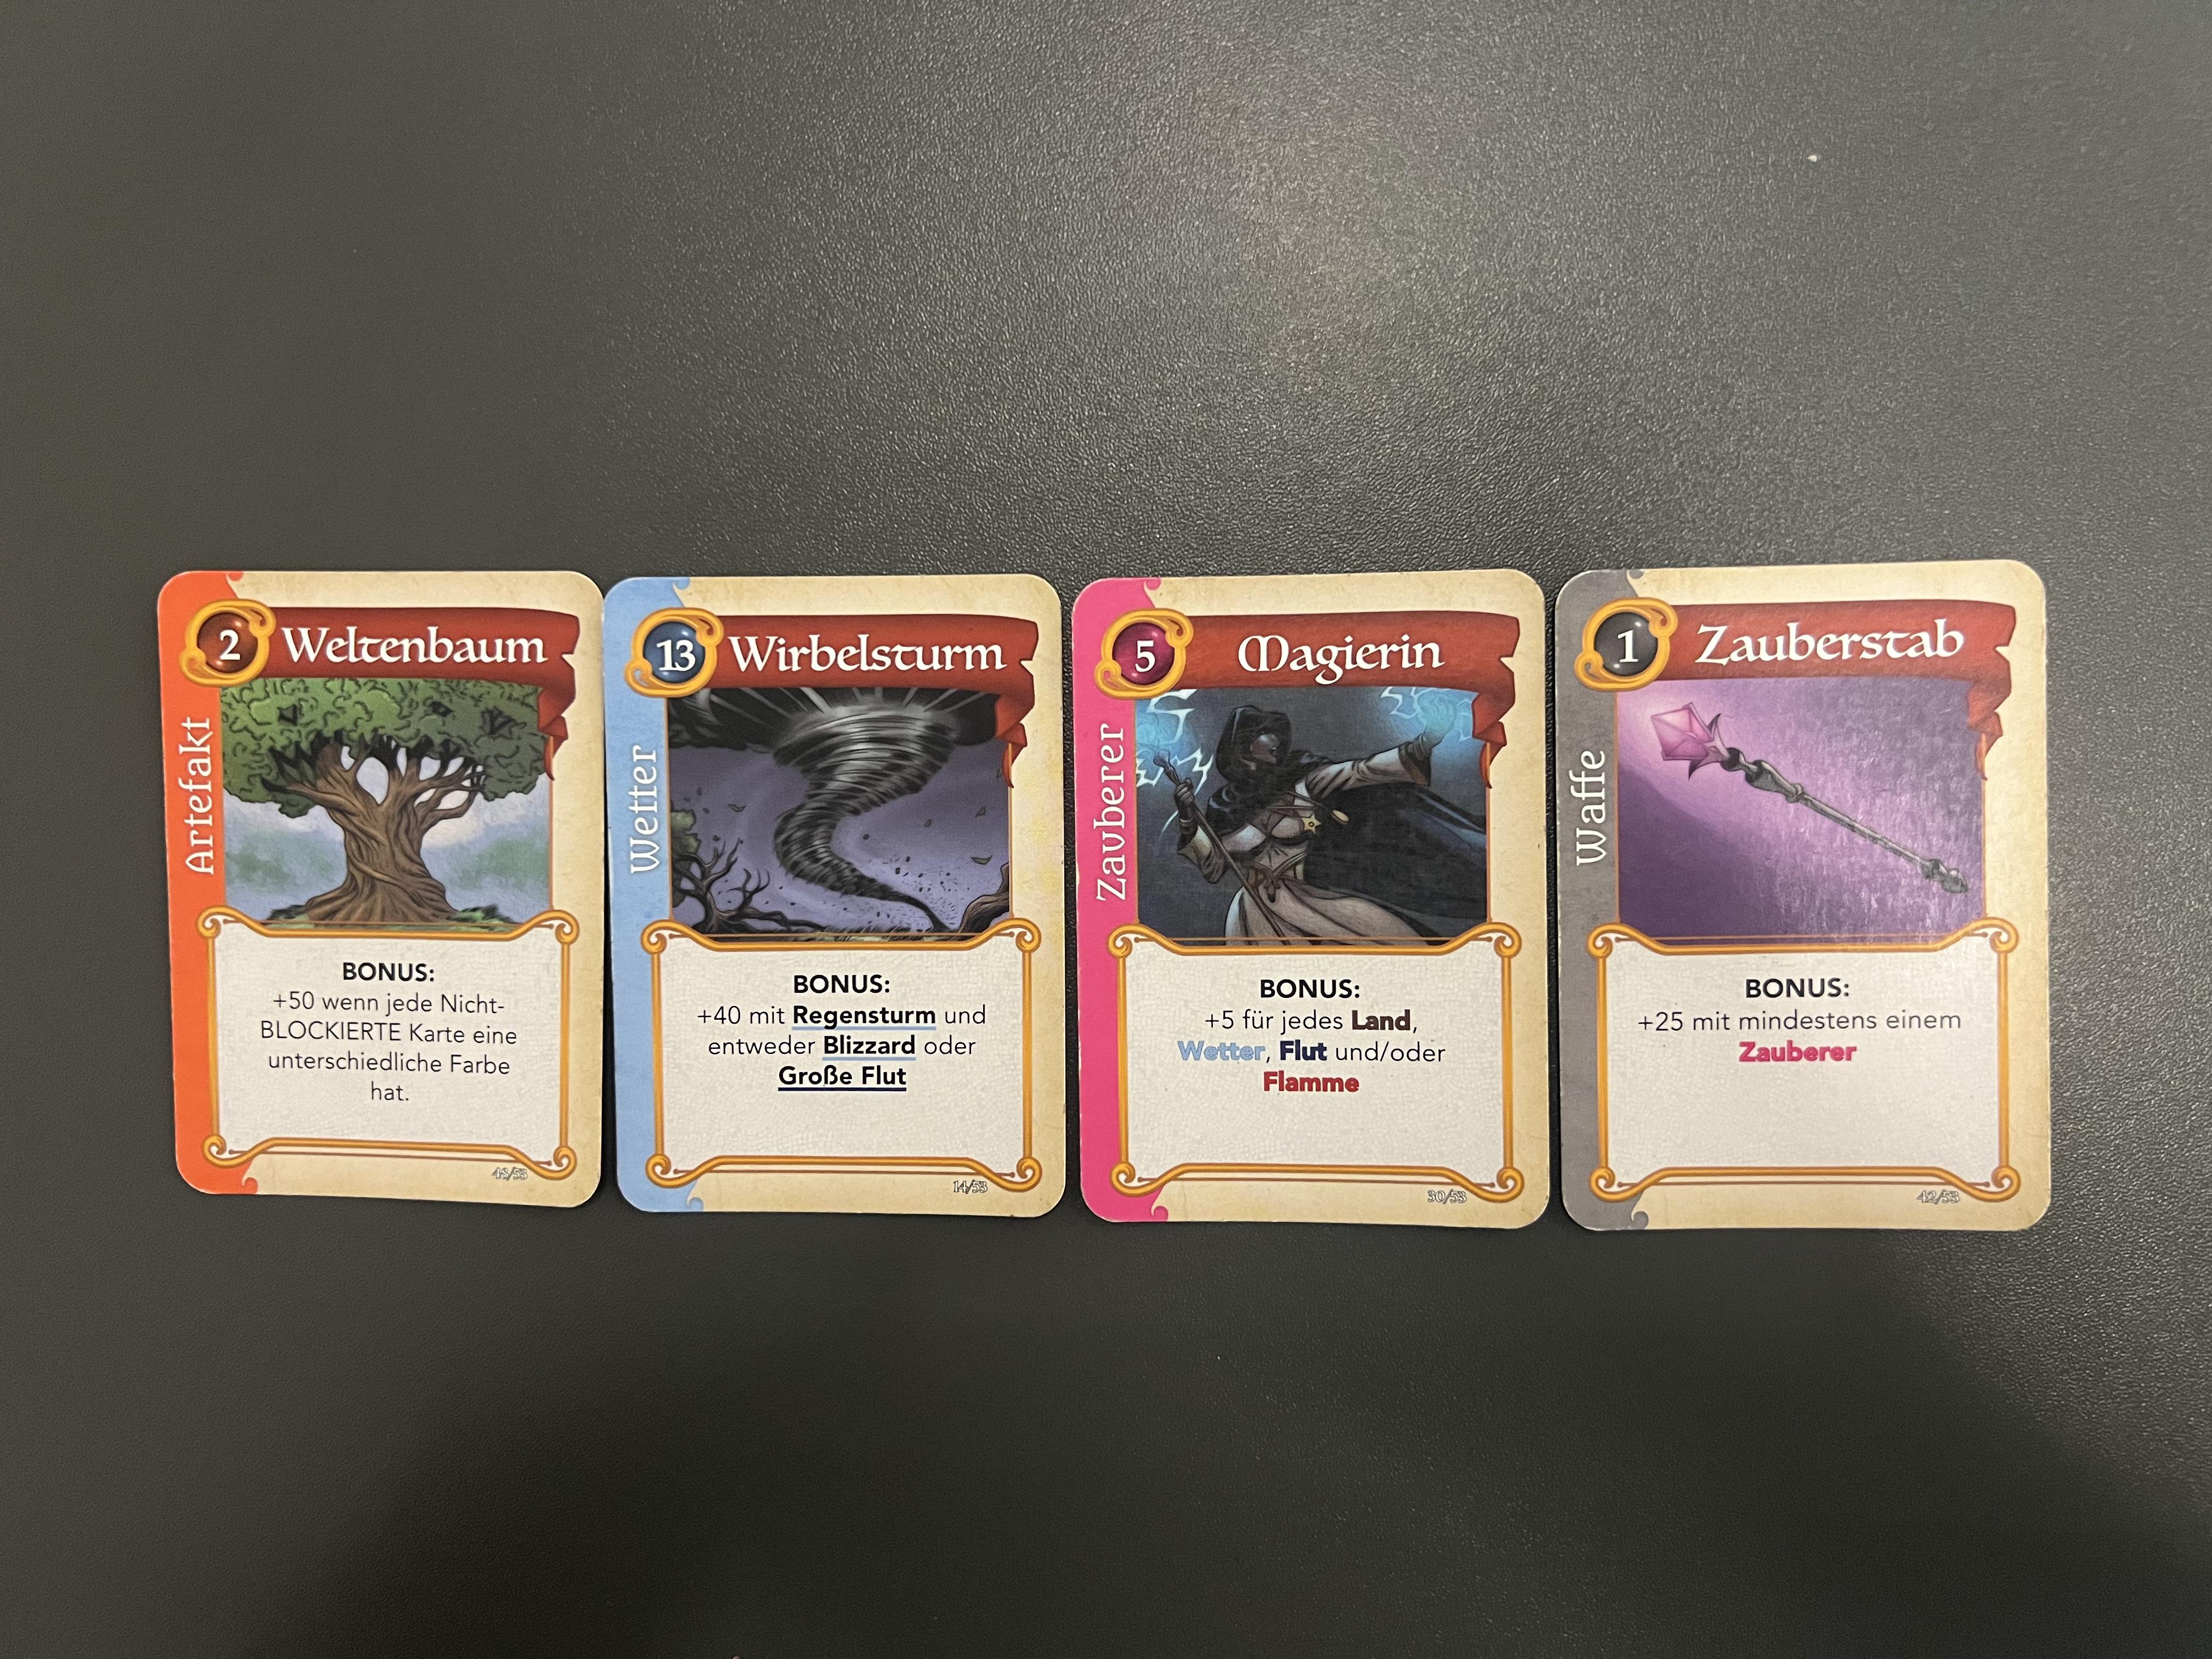 2
Weltenbaum
Artefakt
BONUS:
+50 wenn jede Nicht-
BLOCKIERTE Karte eine
unterschiedliche Farbe
hat.
48/53
13
Wirbelsturm
Wetter
BONUS:
+40 mit Regensturm und
entweder Blizzard oder
Große Flut
14/53
5
Magierin
Zauberer
BONUS:
+5 für jedes Land,
Wetter, Flut und/oder
Flamme
30/53
1
Zauberstab
Waffe
BONUS:
+25 mit mindestens einem
Zauberer
42/53